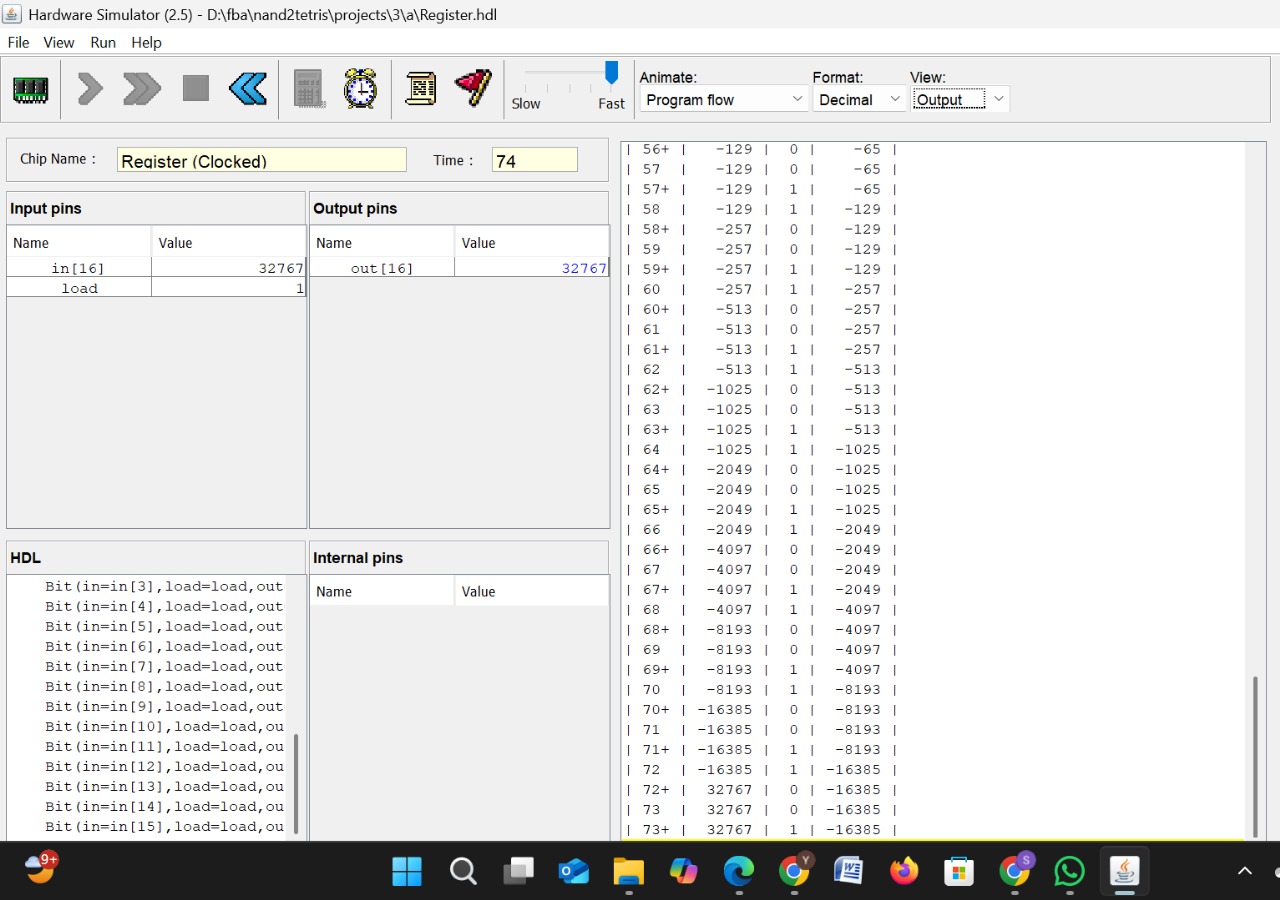 Hardware Simulator (2.5) - D:\fba\nand2tetris\projects\3\a\Register.hdl
File View Run Help
Slow Fast
Animate: Format: View:
Program flow Decimal Output
Chip Name : Register (Clocked) Time : 74
Input pins
Name Value
in[16] 32767
load 1
Output pins
Name Value
out[16] 32767
HDL
Bit(in=in[3],load=load,out
Bit(in=in[4],load=load,out
Bit(in=in[5],load=load,out
Bit(in=in[6],load=load,out
Bit(in=in[7],load=load,out
Bit(in=in[8],load=load,out
Bit(in=in[9],load=load,out
Bit(in=in[10],load=load,ou
Bit(in=in[11],load=load,ou
Bit(in=in[12],load=load,ou
Bit(in=in[13],load=load,ou
Bit(in=in[14],load=load,ou
Bit(in=in[15],load=load,ou
Internal pins
Name Value
| 56+ | -129 | 0 | -65 |
| 57 | -129 | 0 | -65 |
| 57+ | -129 | 1 | -65 |
| 58 | -129 | 1 | -129 |
| 58+ | -257 | 0 | -129 |
| 59 | -257 | 0 | -129 |
| 59+ | -257 | 1 | -129 |
| 60 | -257 | 1 | -257 |
| 60+ | -513 | 0 | -257 |
| 61 | -513 | 0 | -257 |
| 61+ | -513 | 1 | -257 |
| 62 | -513 | 1 | -513 |
| 62+ | -1025 | 0 | -513 |
| 63 | -1025 | 0 | -513 |
| 63+ | -1025 | 1 | -513 |
| 64 | -1025 | 1 | -1025 |
| 64+ | -2049 | 0 | -1025 |
| 65 | -2049 | 0 | -1025 |
| 65+ | -2049 | 1 | -1025 |
| 66 | -2049 | 1 | -2049 |
| 66+ | -4097 | 0 | -2049 |
| 67 | -4097 | 0 | -2049 |
| 67+ | -4097 | 1 | -2049 |
| 68 | -4097 | 1 | -4097 |
| 68+ | -8193 | 0 | -4097 |
| 69 | -8193 | 0 | -4097 |
| 69+ | -8193 | 1 | -4097 |
| 70 | -8193 | 1 | -8193 |
| 70+ | -16385 | 0 | -8193 |
| 71 | -16385 | 0 | -8193 |
| 71+ | -16385 | 1 | -8193 |
| 72 | -16385 | 1 | -16385 |
| 72+ | 32767 | 0 | -16385 |
| 73 | 32767 | 0 | -16385 |
| 73+ | 32767 | 1 | -16385 |
9+
Y
W
S